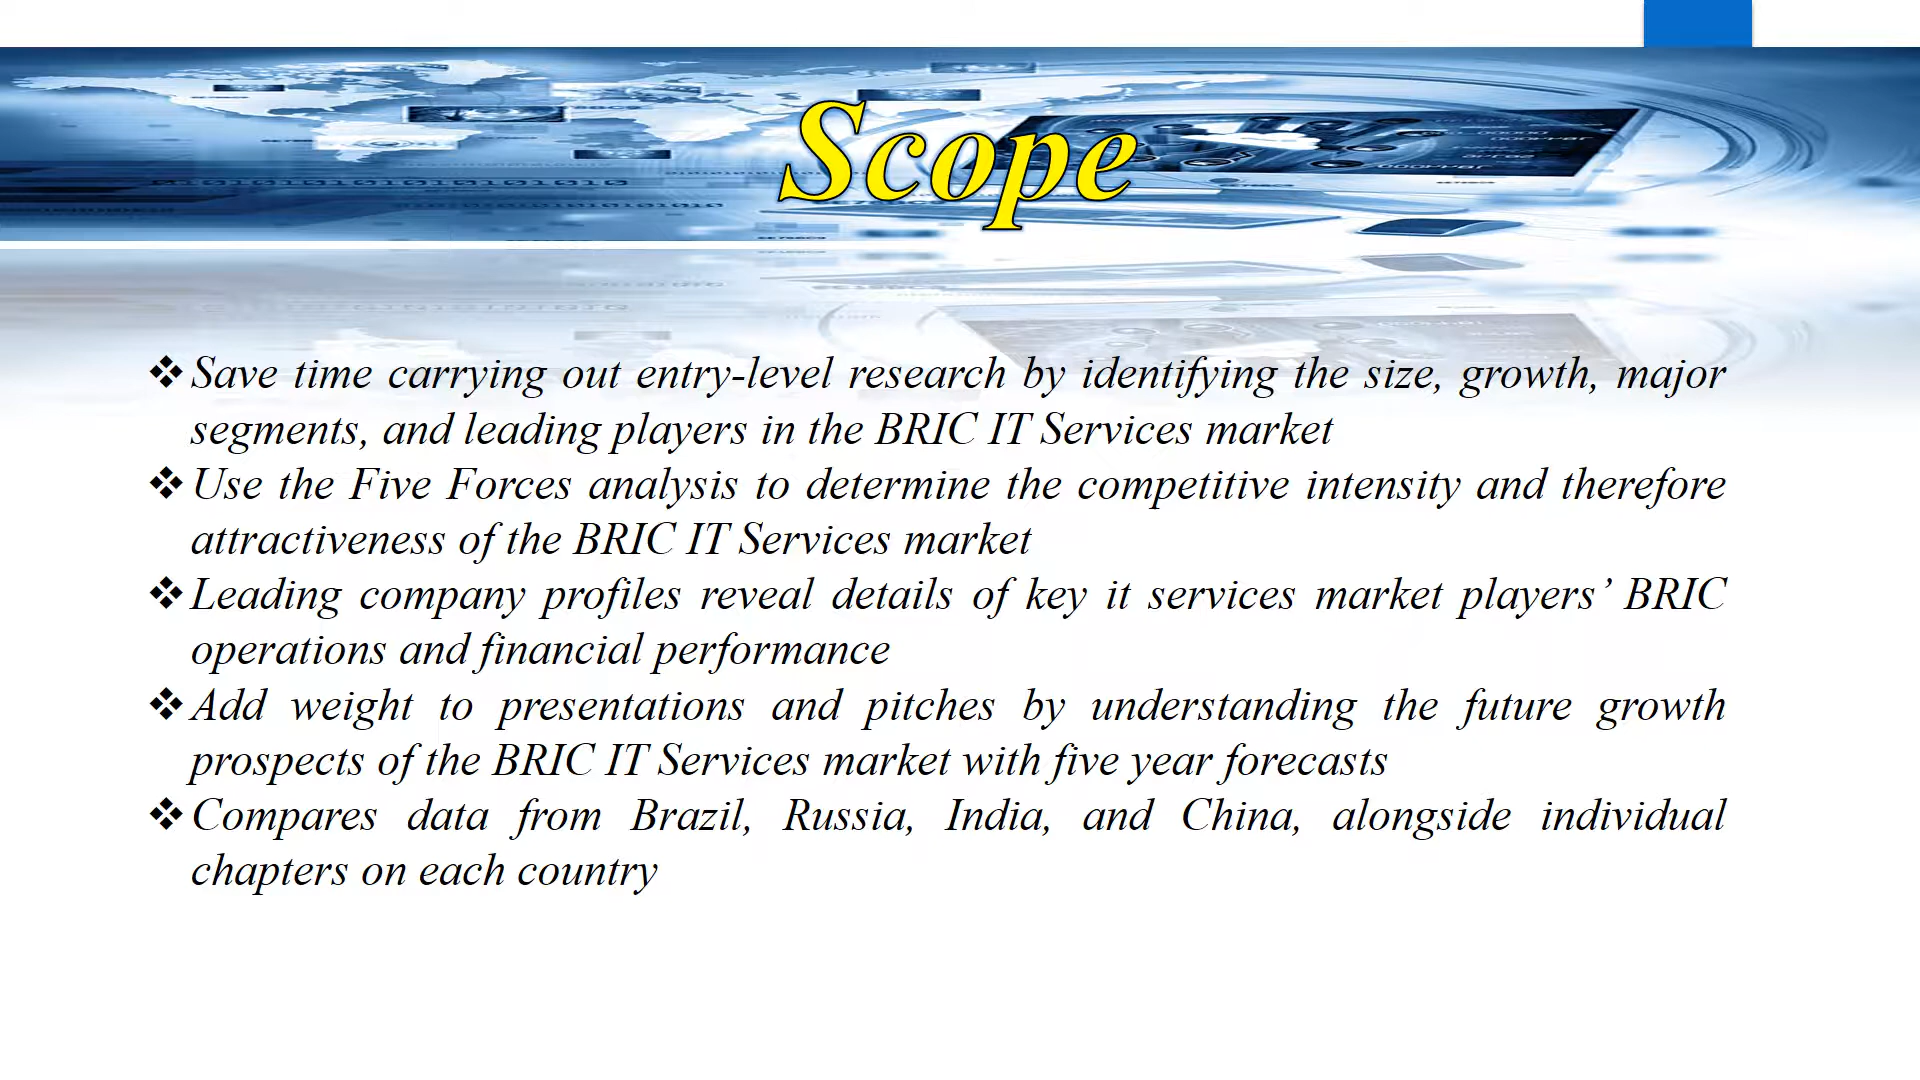 Scope
❖Save time carrying out entry-level research by identifying the size, growth, major
segments, and leading players in the BRIC IT Services market
❖Use the Five Forces analysis to determine the competitive intensity and therefore
attractiveness of the BRIC IT Services market
❖Leading company profiles reveal details of key it services market players’ BRIC
operations and financial performance
❖Add weight to presentations and pitches by understanding the future growth
prospects of the BRIC IT Services market with five year forecasts
❖Compares data from Brazil, Russia, India, and China, alongside individual
chapters on each country